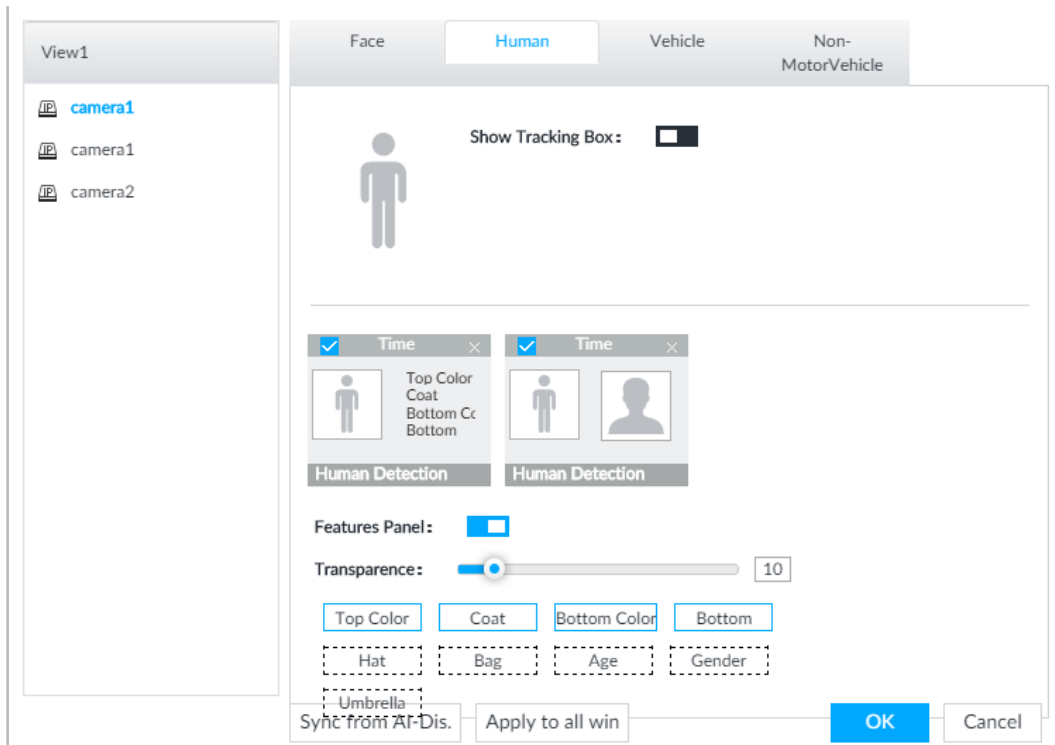 View1
camera1
camera1
camera2
Face
Human
Vehicle
Non-
MotorVehicle
Show Tracking Box:
Time
Top Color
Coat
Bottom Cc
Bottom
Human Detection
Time
Human Detection
Features Panel:
Transparence:
10
Top Color
Coat
Bottom Color
Bottom
Hat
Bag
Age
Gender
Umbrella
Sync from AI-Dis.
Apply to all win
OK
Cancel